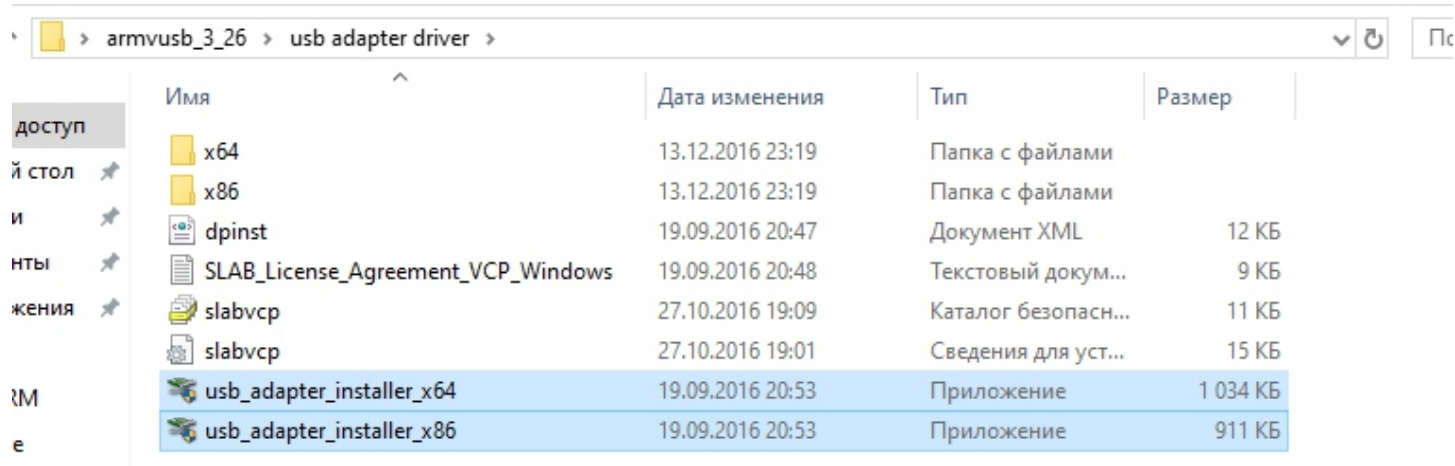 armvusb_3_26 > usb adapter driver >
По
Имя Дата изменения Тип Размер
доступ
x64 13.12.2016 23:19 Папка с файлами
й стол
x86 13.12.2016 23:19 Папка с файлами
и
dpinst 19.09.2016 20:47 Документ XML 12 КБ
нты
SLAB_License_Agreement_VCP_Windows 19.09.2016 20:48 Текстовый докум... 9 КБ
жения
slabvcp 27.10.2016 19:09 Каталог безопасн... 11 КБ
slabvcp 27.10.2016 19:01 Сведения для уст... 15 КБ
RM
usb_adapter_installer_x64 19.09.2016 20:53 Приложение 1 034 КБ
е
usb_adapter_installer_x86 19.09.2016 20:53 Приложение 911 КБ